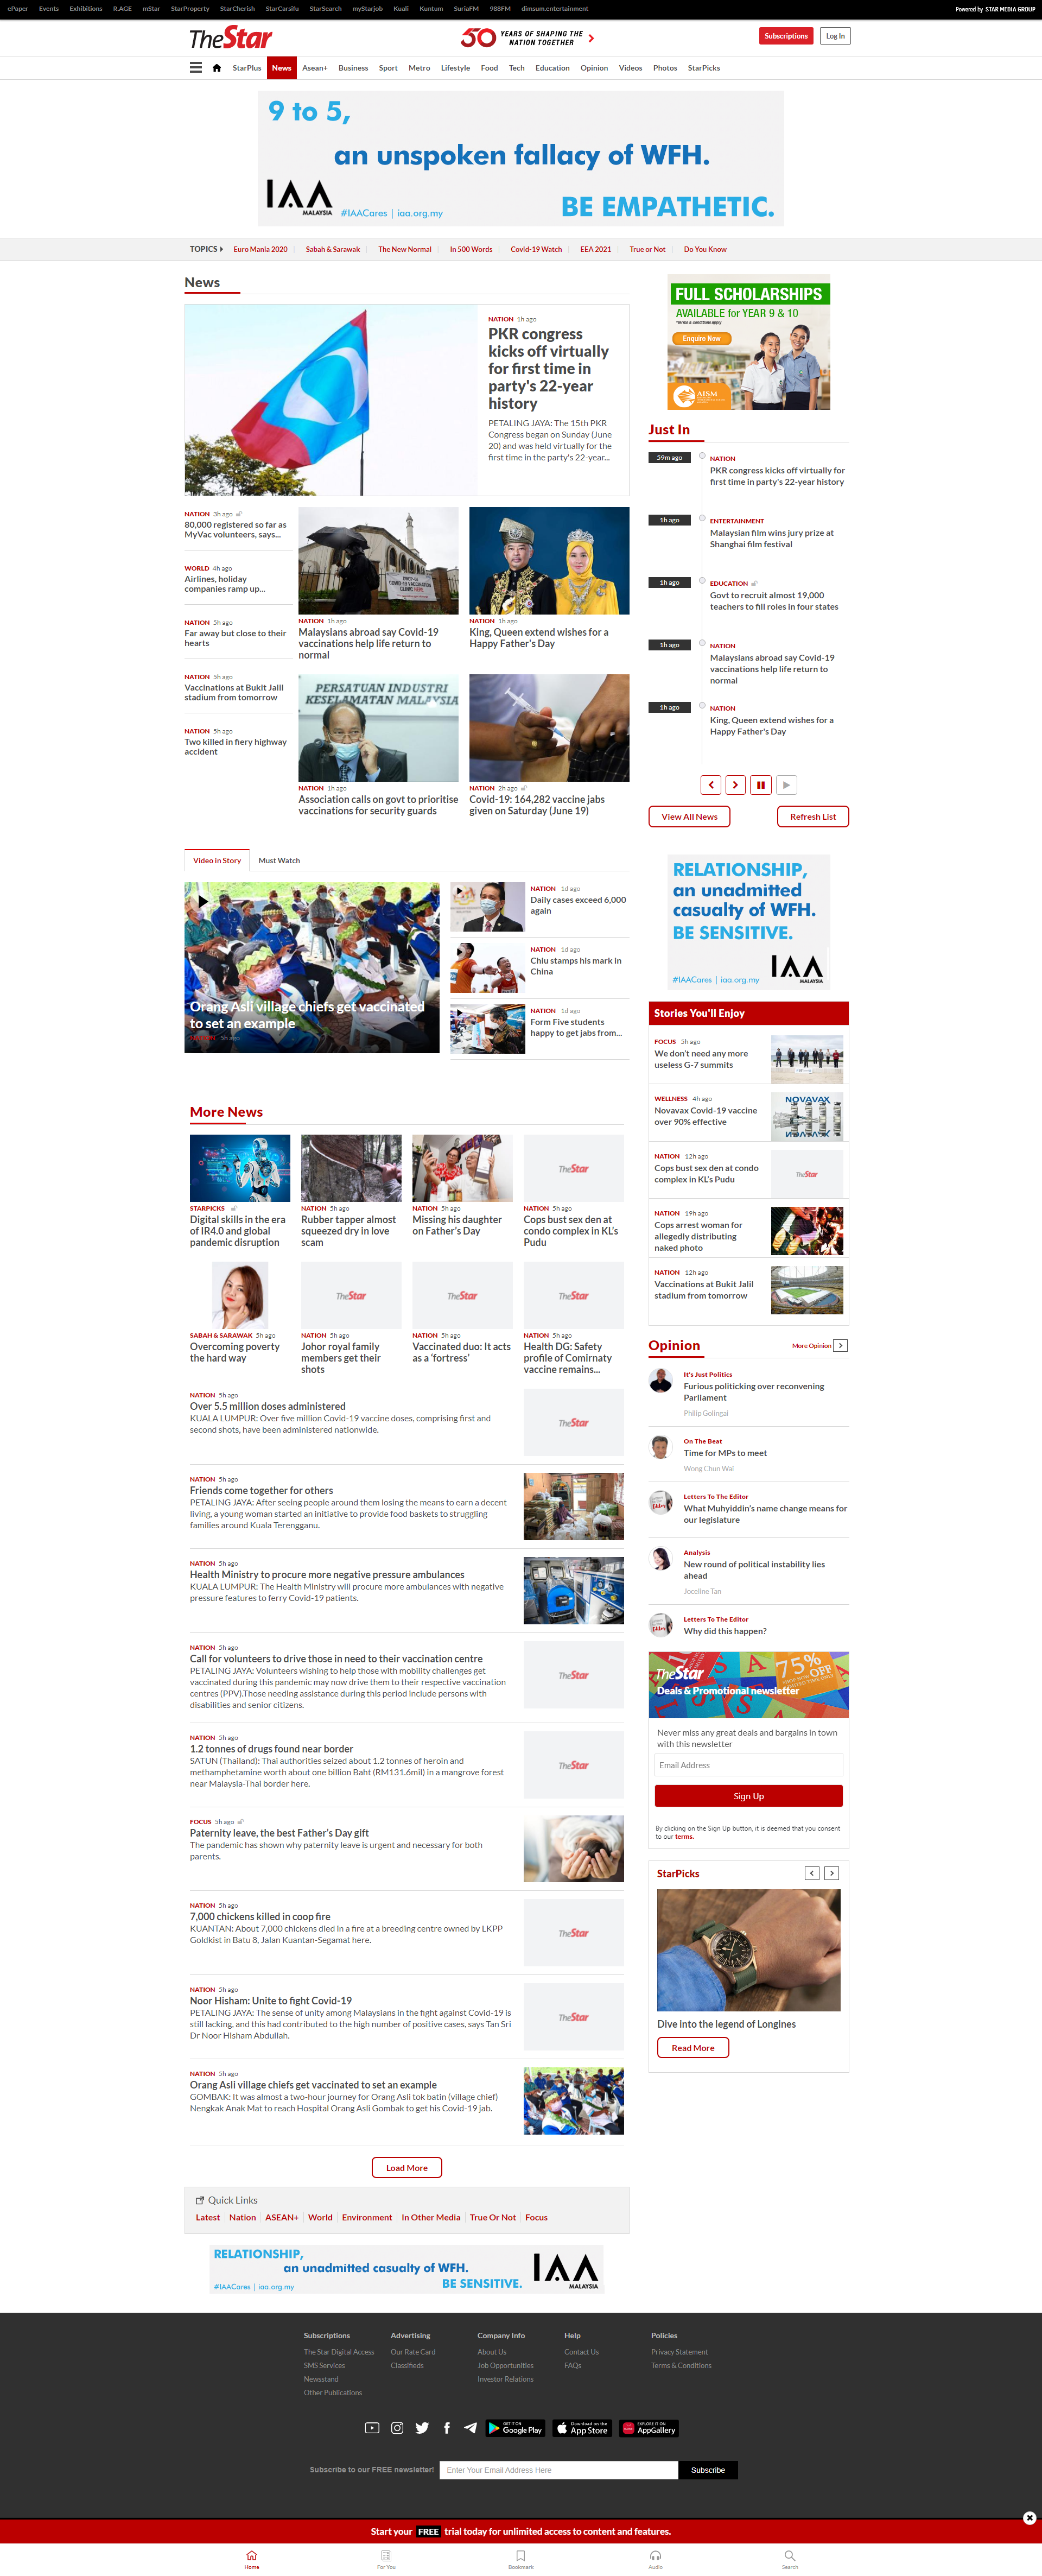 ePaper Events Exhibitions R.AGE mStar StarProperty StarCherish StarCarsifu StarSearch myStarjob Kuali Kuntum SuriaFM 988FM dimsum.entertainment
Powered by STAR MEDIA GROUP
TheStar
50 YEARS OF SHAPING THE
NATION TOGETHER
Subscriptions
Log In
StarPlus News Asean+ Business Sport Metro Lifestyle Food Tech Education Opinion Videos Photos StarPicks
9 to 5,
an unspoken fallacy of WFH.
IAA
MALAYSIA
#IAACares | iaa.org.my
BE EMPATHETIC.
TOPICS
Euro Mania 2020 Sabah & Sarawak The New Normal In 500 Words Covid-19 Watch EEA 2021 True or Not Do You Know
News
NATION 1h ago
PKR congress
kicks off virtually
for first time in
party's 22-year
history
PETALING JAYA: The 15th PKR
Congress began on Sunday (June
20) and was held virtually for the
first time in the party's 22-year...
NATION 3h ago
80,000 registered so far as
MyVac volunteers, says...
WORLD 4h ago
Airlines, holiday
companies ramp up...
NATION 5h ago
Far away but close to their
hearts
NATION 5h ago
Vaccinations at Bukit Jalil
stadium from tomorrow
NATION 5h ago
Two killed in fiery highway
accident
NATION 1h ago
Malaysians abroad say Covid-19
vaccinations help life return to
normal
NATION 1h ago
King, Queen extend wishes for a
Happy Father's Day
PERSATUAN INDUSTRI
KESELAMATAN MALAYSIA
NATION 1h ago
Association calls on govt to prioritise
vaccinations for security guards
NATION 2h ago
Covid-19: 164,282 vaccine jabs
given on Saturday (June 19)
FULL SCHOLARSHIPS
AVAILABLE for YEAR 9 & 10
*Terms & conditions apply
Enquire Now
AISM
Just In
59m ago
NATION
PKR congress kicks off virtually for
first time in party's 22-year history
1h ago
ENTERTAINMENT
Malaysian film wins jury prize at
Shanghai film festival
1h ago
EDUCATION
Govt to recruit almost 19,000
teachers to fill roles in four states
1h ago
NATION
Malaysians abroad say Covid-19
vaccinations help life return to
normal
1h ago
NATION
King, Queen extend wishes for a
Happy Father's Day
View All News
Refresh List
Video in Story
Must Watch
Orang Asli village chiefs get vaccinated
to set an example
NATION 5h ago
NATION 1d ago
Daily cases exceed 6,000
again
NATION 1d ago
Chiu stamps his mark in
China
NATION 1d ago
Form Five students
happy to get jabs from...
RELATIONSHIP,
an unadmitted
casualty of WFH.
BE SENSITIVE.
#IAACares | iaa.org.my
IAA
MALAYSIA
Stories You'll Enjoy
FOCUS 5h ago
We don't need any more
useless G-7 summits
WELLNESS 4h ago
Novavax Covid-19 vaccine
over 90% effective
NOVAVAX
NATION 12h ago
Cops bust sex den at condo
complex in KL's Pudu
TheStar
NATION 19h ago
Cops arrest woman for
allegedly distributing
naked photo
NATION 12h ago
Vaccinations at Bukit Jalil
stadium from tomorrow
More News
STARPICKS
Digital skills in the era
of IR4.0 and global
pandemic disruption
NATION 5h ago
Rubber tapper almost
squeezed dry in love
scam
NATION 5h ago
Missing his daughter
on Father's Day
TheStar
NATION 5h ago
Cops bust sex den at
condo complex in KL's
Pudu
SABAH & SARAWAK 5h ago
Overcoming poverty
the hard way
TheStar
NATION 5h ago
Johor royal family
members get their
shots
TheStar
NATION 5h ago
Vaccinated duo: It acts
as a 'fortress'
TheStar
NATION 5h ago
Health DG: Safety
profile of Comirnaty
vaccine remains...
NATION 5h ago
Over 5.5 million doses administered
KUALA LUMPUR: Over five million Covid-19 vaccine doses, comprising first and
second shots, have been administered nationwide.
TheStar
NATION 5h ago
Friends come together for others
PETALING JAYA: After seeing people around them losing the means to earn a decent
living, a young woman started an initiative to provide food baskets to struggling
families around Kuala Terengganu.
NATION 5h ago
Health Ministry to procure more negative pressure ambulances
KUALA LUMPUR: The Health Ministry will procure more ambulances with negative
pressure features to ferry Covid-19 patients.
NATION 5h ago
Call for volunteers to drive those in need to their vaccination centre
PETALING JAYA: Volunteers wishing to help those with mobility challenges get
vaccinated during this pandemic may now drive them to their respective vaccination
centres (PPV).Those needing assistance during this period include persons with
disabilities and senior citizens.
TheStar
NATION 5h ago
1.2 tonnes of drugs found near border
SATUN (Thailand): Thai authorities seized about 1.2 tonnes of heroin and
methamphetamine worth about one billion Baht (RM131.6mil) in a mangrove forest
near Malaysia-Thai border here.
TheStar
FOCUS 5h ago
Paternity leave, the best Father's Day gift
The pandemic has shown why paternity leave is urgent and necessary for both
parents.
NATION 5h ago
7,000 chickens killed in coop fire
KUANTAN: About 7,000 chickens died in a fire at a breeding centre owned by LKPP
Goldkist in Batu 8, Jalan Kuantan-Segamat here.
TheStar
NATION 5h ago
Noor Hisham: Unite to fight Covid-19
PETALING JAYA: The sense of unity among Malaysians in the fight against Covid-19 is
still lacking, and this had contributed to the high number of positive cases, says Tan Sri
Dr Noor Hisham Abdullah.
TheStar
NATION 5h ago
Orang Asli village chiefs get vaccinated to set an example
GOMBAK: It was almost a two-hour journey for Orang Asli tok batin (village chief)
Nengkak Anak Mat to reach Hospital Orang Asli Gombak to get his Covid-19 jab.
Load More
Opinion
More Opinion
It's Just Politics
Furious politicking over reconvening
Parliament
Philip Golingai
On The Beat
Time for MPs to meet
Wong Chun Wai
Letters To The Editor
What Muhyiddin's name change means for
our legislature
Analysis
New round of political instability lies
ahead
Joceline Tan
Letters To The Editor
Why did this happen?
TheStar
Deals & Promotional newsletter
75%
SHOW OFF
Never miss any great deals and bargains in town
with this newsletter
Email Address
Sign Up
By clicking on the Sign Up button, it is deemed that you consent
to our terms.
StarPicks
Dive into the legend of Longines
Read More
Quick Links
Latest Nation ASEAN+ World Environment In Other Media True Or Not Focus
RELATIONSHIP,
an unadmitted casualty of WFH.
#IAACares | iaa.org.my
BE SENSITIVE.
IAA
MALAYSIA
Subscriptions Advertising Company Info Help Policies
The Star Digital Access Our Rate Card About Us Contact Us Privacy Statement
SMS Services Classifieds Job Opportunities FAQs Terms & Conditions
Newsstand Investor Relations
Other Publications
GET IT ON
Google Play
Download on the
App Store
EXPLORE IT ON
AppGallery
Subscribe to our FREE newsletter!
Enter Your Email Address Here
Subscribe
Start your FREE trial today for unlimited access to content and features.
Home For You Bookmark Audio Search